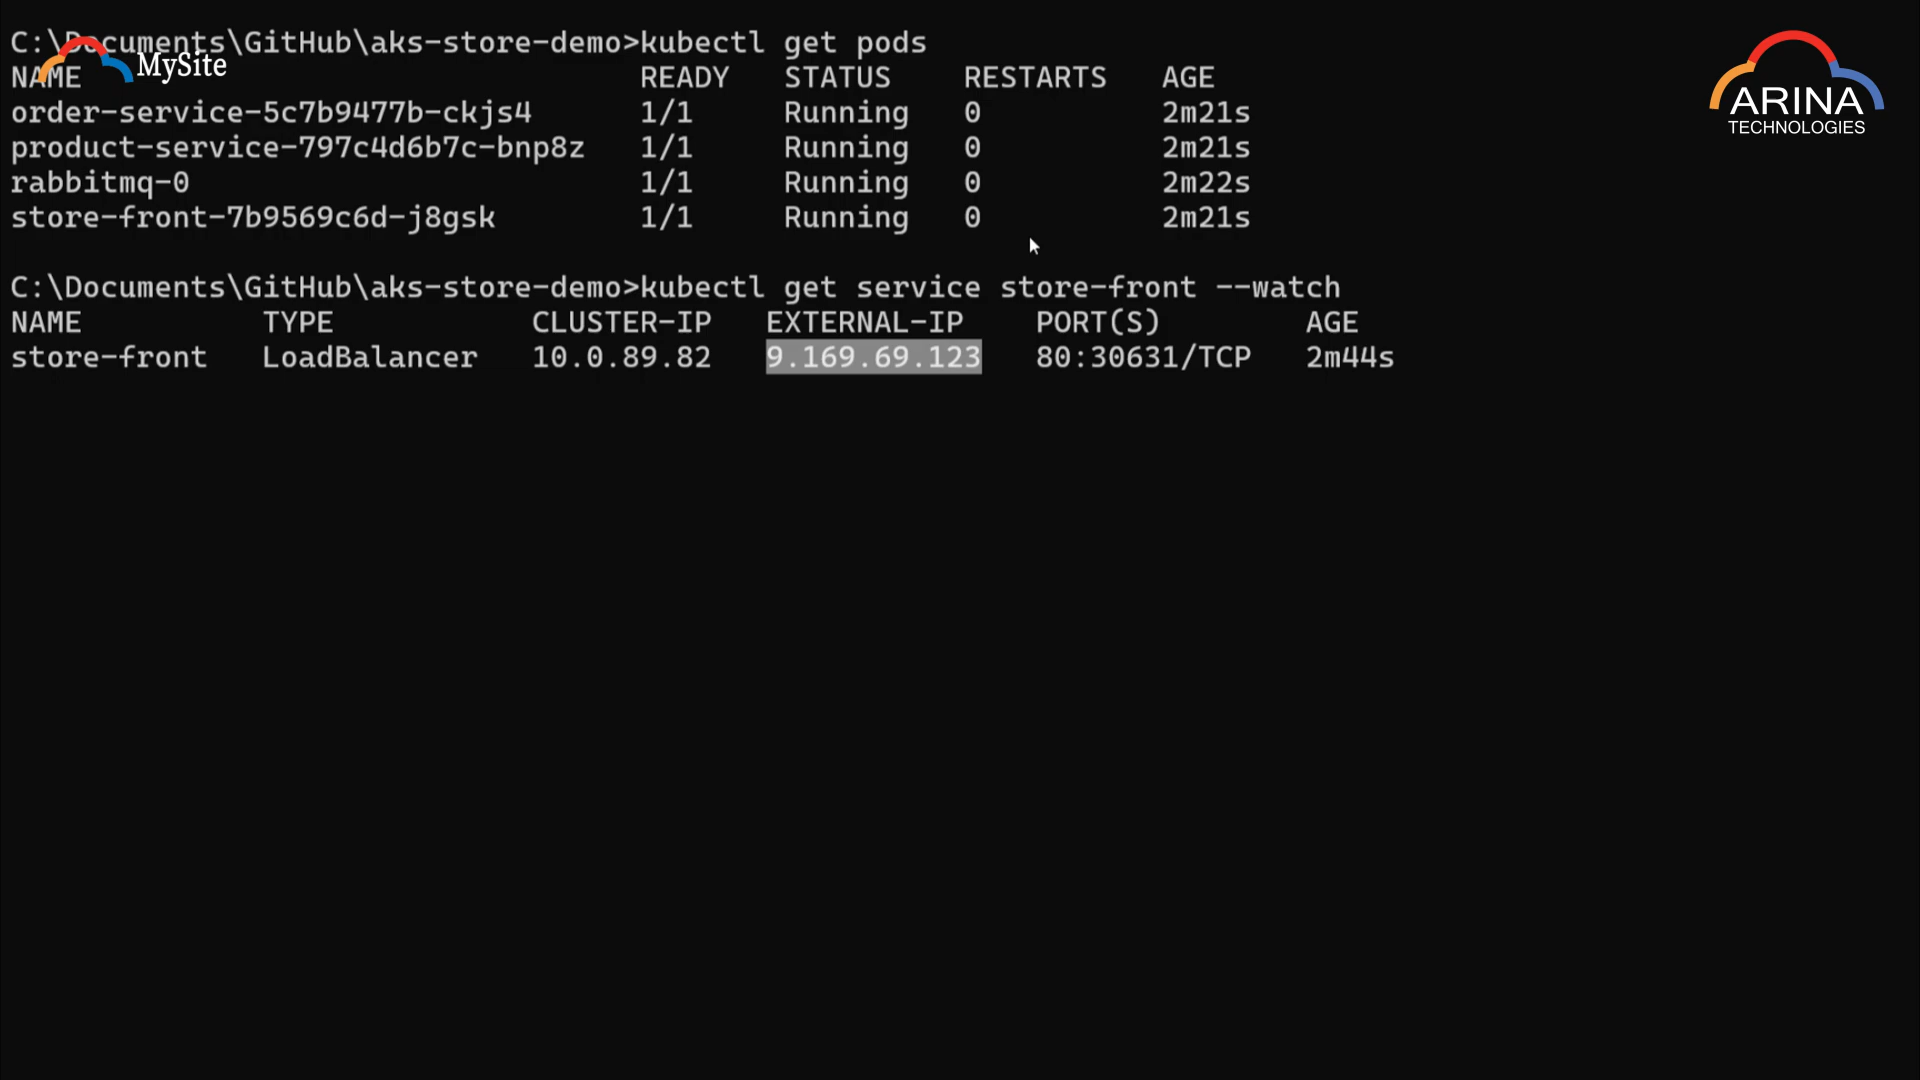 C:\Documents\GitHub\aks-store-demo>kubectl get pods
MySite
NAME READY STATUS RESTARTS AGE
order-service-5c7b9477b-ckjs4 1/1 Running 0 2m21s
product-service-797c4d6b7c-bnp8z 1/1 Running 0 2m21s
rabbitmq-0 1/1 Running 0 2m22s
store-front-7b9569c6d-j8gsk 1/1 Running 0 2m21s
ARINA
TECHNOLOGIES
C:\Documents\GitHub\aks-store-demo>kubectl get service store-front --watch
NAME TYPE CLUSTER-IP EXTERNAL-IP PORT(S) AGE
store-front LoadBalancer 10.0.89.82 9.169.69.123 80:30631/TCP 2m44s